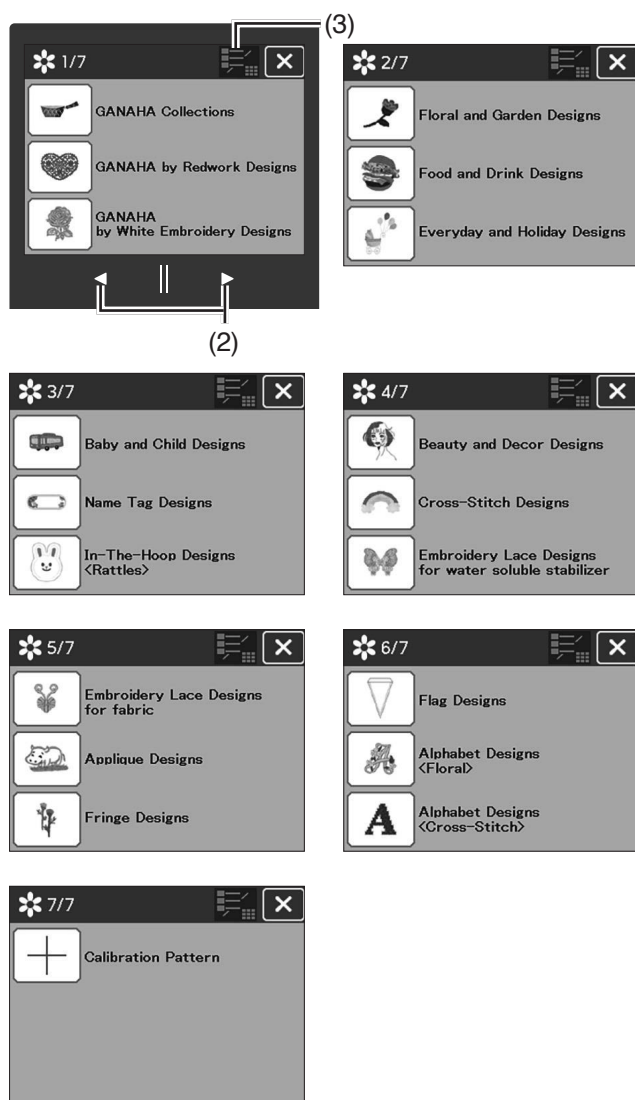 (3)
1/7
GANAHA Collections
GANAHA by Redwork Designs
GANAHA
by White Embroidery Designs
(2)
2/7
Floral and Garden Designs
Food and Drink Designs
Everyday and Holiday Designs
3/7
Baby and Child Designs
Name Tag Designs
In-The-Hoop Designs
<Rattles>
4/7
Beauty and Decor Designs
Cross-Stitch Designs
Embroidery Lace Designs
for water soluble stabilizer
5/7
Embroidery Lace Designs
for fabric
Applique Designs
Fringe Designs
6/7
Flag Designs
Alphabet Designs
<Floral>
A
Alphabet Designs
<Cross-Stitch>
7/7
Calibration Pattern